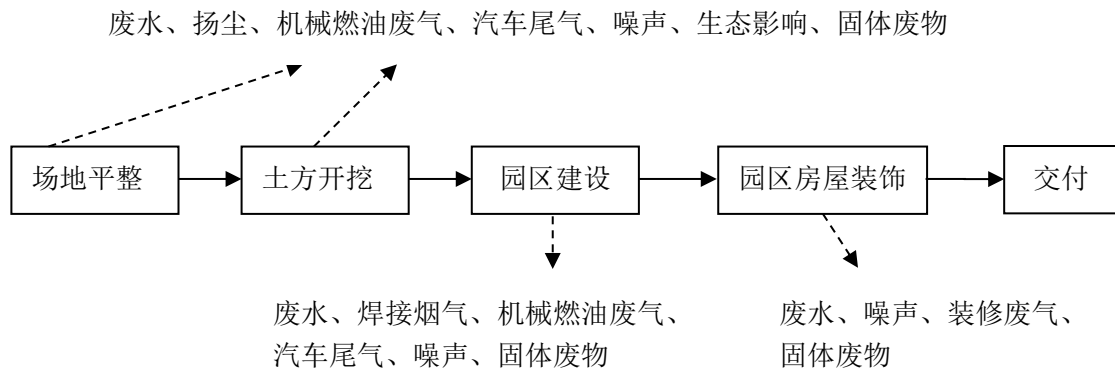 废水、扬尘、机械燃油废气、汽车尾气、噪声、生态影响、固体废物
场地平整
土方开挖
园区建设
园区房屋装饰
交付
废水、焊接烟气、机械燃油废气、
汽车尾气、噪声、固体废物
废水、噪声、装修废气、
固体废物